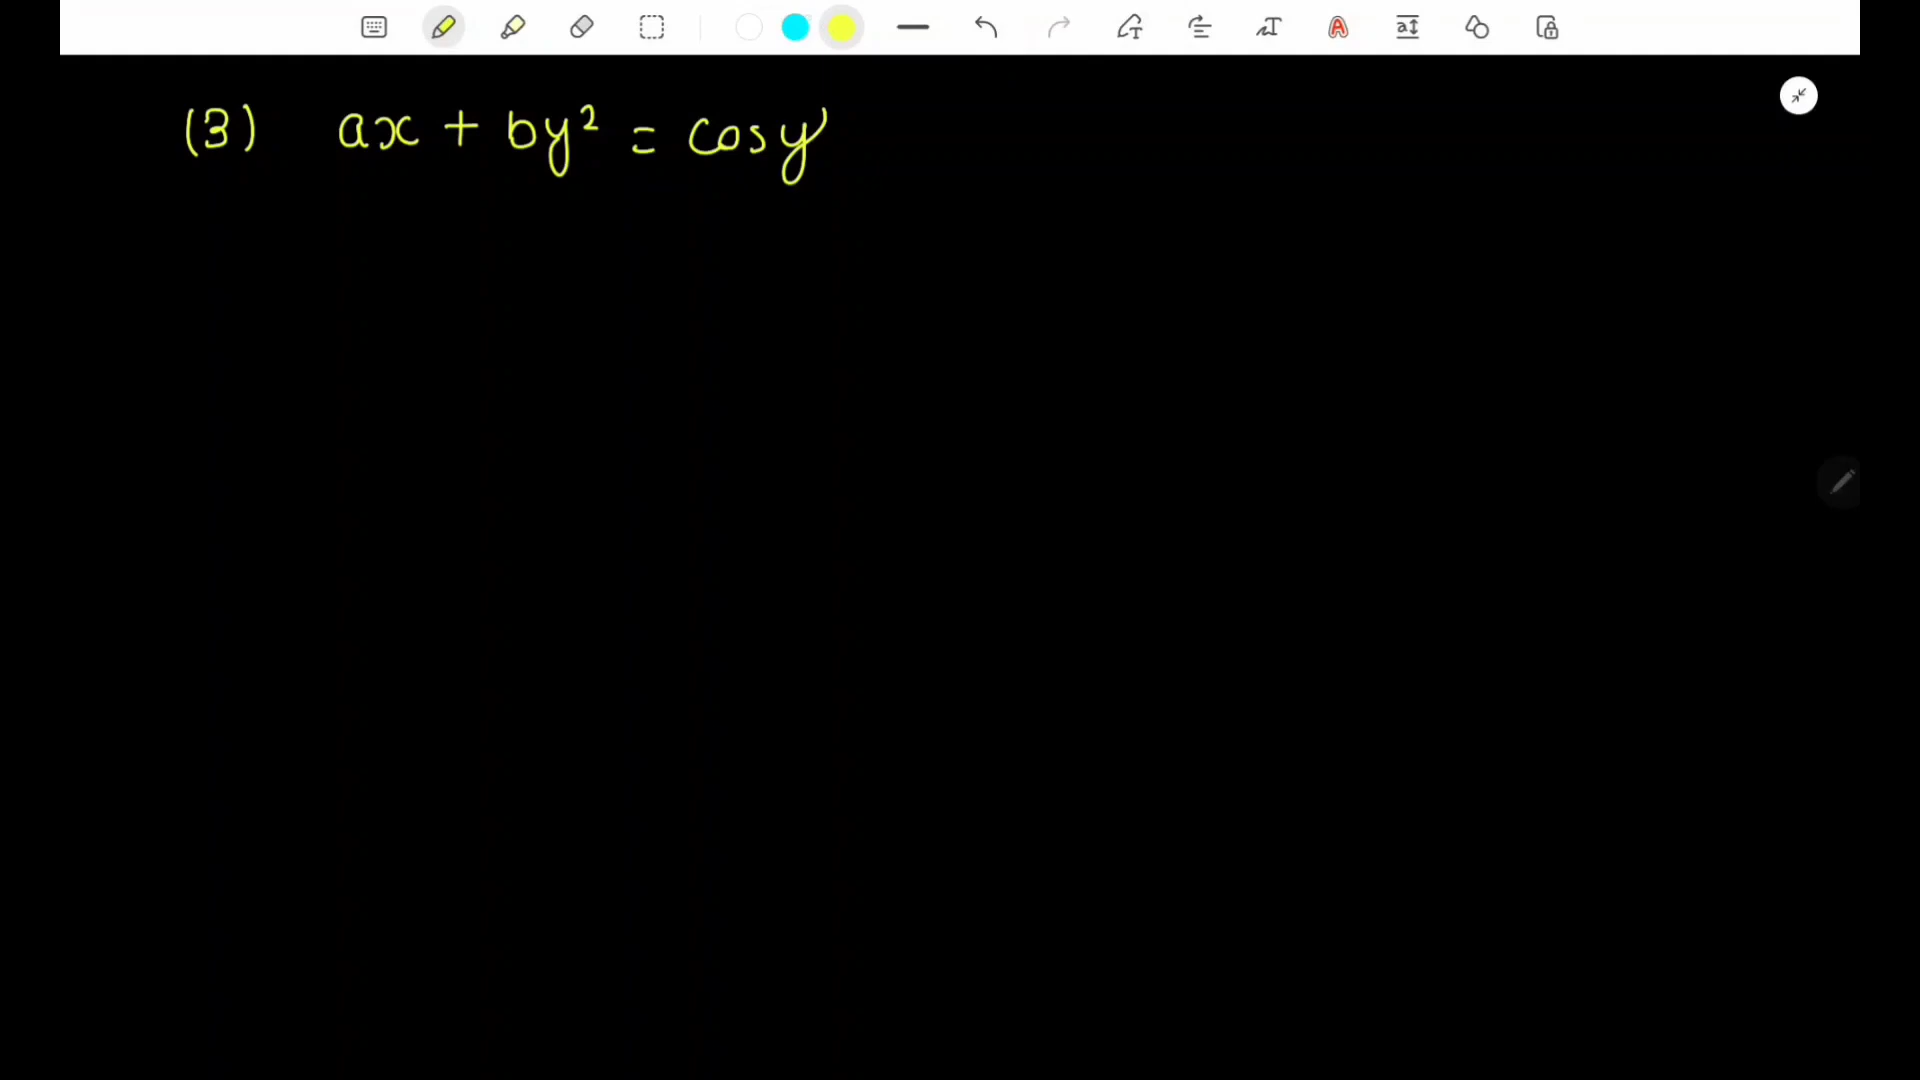 (3) ax + by² = cos y